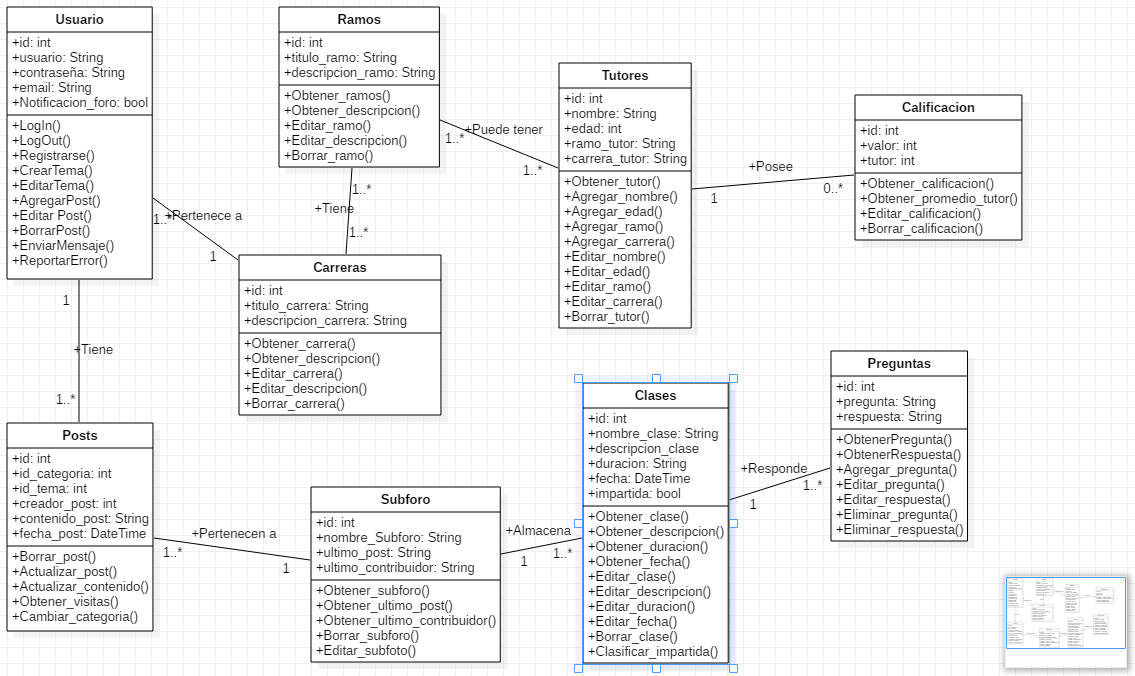 Usuario
+id: int
+usuario: String
+contraseña: String
+email: String
+Notificacion_foro: bool
+LogIn()
+LogOut()
+Registrarse()
+CrearTema()
+EditarTema()
+AgregarPost()
+Editar Post()
+BorrarPost()
+EnviarMensaje()
+ReportarError()
Ramos
+id: int
+titulo_ramo: String
+descripcion_ramo: String
+Obtener_ramos()
+Obtener_descripcion()
+Editar_ramo()
+Editar_descripcion()
+Borrar_ramo()
+Puede tener
1..*
1..*
Tutores
+id: int
+nombre: String
+edad: int
+ramo_tutor: String
+carrera_tutor: String
+Obtener_tutor()
+Agregar_nombre()
+Agregar_edad()
+Agregar_ramo()
+Agregar_carrera()
+Editar_nombre()
+Editar_edad()
+Editar_ramo()
+Editar_carrera()
+Borrar_tutor()
+Posee
1
0..*
Calificacion
+id: int
+valor: int
+tutor: int
+Obtener_calificacion()
+Obtener_promedio_tutor()
+Editar_calificacion()
+Borrar_calificacion()
1..*
+Pertenece a
1
1..*
+Tiene
1..*
Carreras
+id: int
+titulo_carrera: String
+descripcion_carrera: String
+Obtener_carrera()
+Obtener_descripcion()
+Editar_carrera()
+Editar_descripcion()
+Borrar_carrera()
1
+Tiene
1..*
Posts
+id: int
+id_categoria: int
+id_tema: int
+creador_post: int
+contenido_post: String
+fecha_post: DateTime
+Borrar_post()
+Actualizar_post()
+Actualizar_contenido()
+Obtener_visitas()
+Cambiar_categoria()
+Pertenecen a
1..*
1
Subforo
+id: int
+nombre_Subforo: String
+ultimo_post: String
+ultimo_contribuidor: String
+Obtener_subforo()
+Obtener_ultimo_post()
+Obtener_ultimo_contribuidor()
+Borrar_subforo()
+Editar_subfoto()
+Almacena
1
1..*
Clases
+id: int
+nombre_clase: String
+descripcion_clase
+duracion: String
+fecha: DateTime
+impartida: bool
+Obtener_clase()
+Obtener_descripcion()
+Obtener_duracion()
+Obtener_fecha()
+Editar_clase()
+Editar_descripcion()
+Editar_duracion()
+Editar_fecha()
+Borrar_clase()
+Clasificar_impartida()
+Responde
1
1..*
Preguntas
+id: int
+pregunta: String
+respuesta: String
+ObtenerPregunta()
+ObtenerRespuesta()
+Agregar_pregunta()
+Editar_pregunta()
+Editar_respuesta()
+Eliminar_pregunta()
+Eliminar_respuesta()